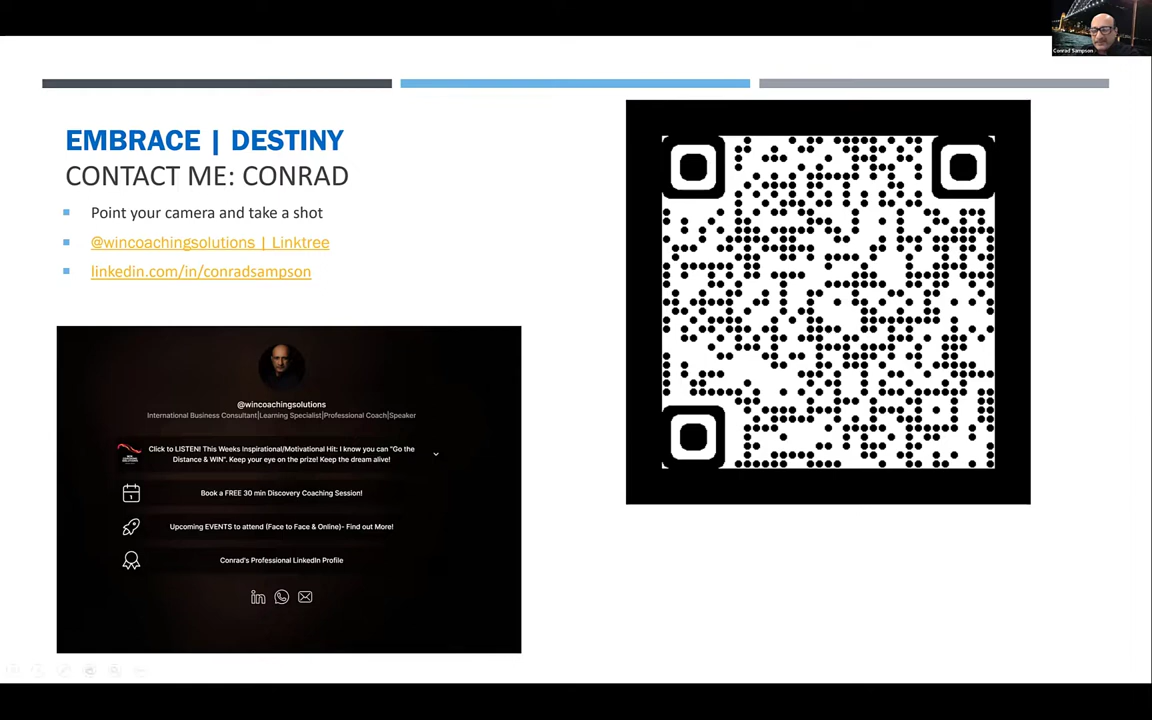 Conrad Sampson
EMBRACE | DESTINY
CONTACT ME: CONRAD
Point your camera and take a shot
@wincoachingsolutions | Linktree
linkedin.com/in/conradsampson
@wincoachingsolutions
International Business Consultant|Learning Specialist|Professional Coach|Speaker
Click to LISTEN! This Weeks Inspirational/Motivational Hit: I know you can "Go the
Distance & WIN". Keep your eye on the prize! Keep the dream alive!
Book a FREE 30 min Discovery Coaching Session!
Upcoming EVENTS to attend (Face to Face & Online)- Find out More!
Conrad's Professional LinkedIn Profile
in